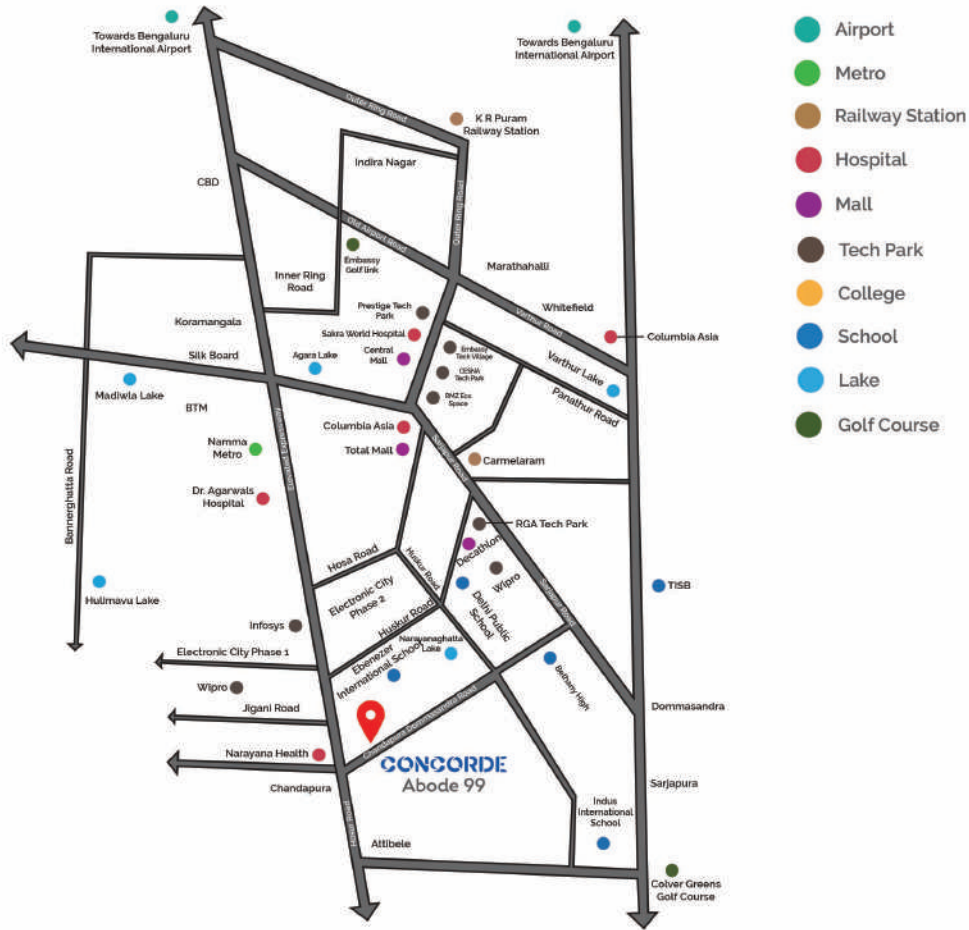 Towards Bengaluru
International Airport
Towards Bengaluru
International Airport
Airport
Metro
Railway Station
Hospital
Mall
Tech Park
College
School
Lake
Golf Course
Outer Ring Road
K R Puram
Railway Station
Indira Nagar
CBD
Outer Ring Road
Old Airport Road
Embassy
Golf link
Inner Ring
Road
Marathahalli
Whitefield
Varthur Road
Columbia Asia
Koramangala
Prestige Tech
Park
Sakra World Hospital
Central
Mall
Embassy
Teck Village
CESNA
Tech Park
RMZ Eco
Space
Silk Board
Agara Lake
Varthur Lake
Panathur Road
Madiwla Lake
BTM
Columbia Asia
Total Mall
Sarjapur Road
Carmelaram
Namma
Metro
Elevated Expressway
Dr. Agarwals
Hospital
Bannerghatta Road
RGA Tech Park
Decathlon
Wipro
Hosa Road
Huskur Road
Electronic City
Phase 2
Huskur Road
Delhi Public
School
Sarjapur Road
TISB
Hulimavu Lake
Infosys
Electronic City Phase 1
Ebenezer
International School
Narayanaghatta
Lake
Bethany High
Wipro
Jigani Road
Chandapura Dommasandra Road
Dommasandra
Narayana Health
CONCORDE
Abode 99
Chandapura
Sarjapura
Hosur Road
Attibele
Indus
International
School
Colver Greens
Golf Course